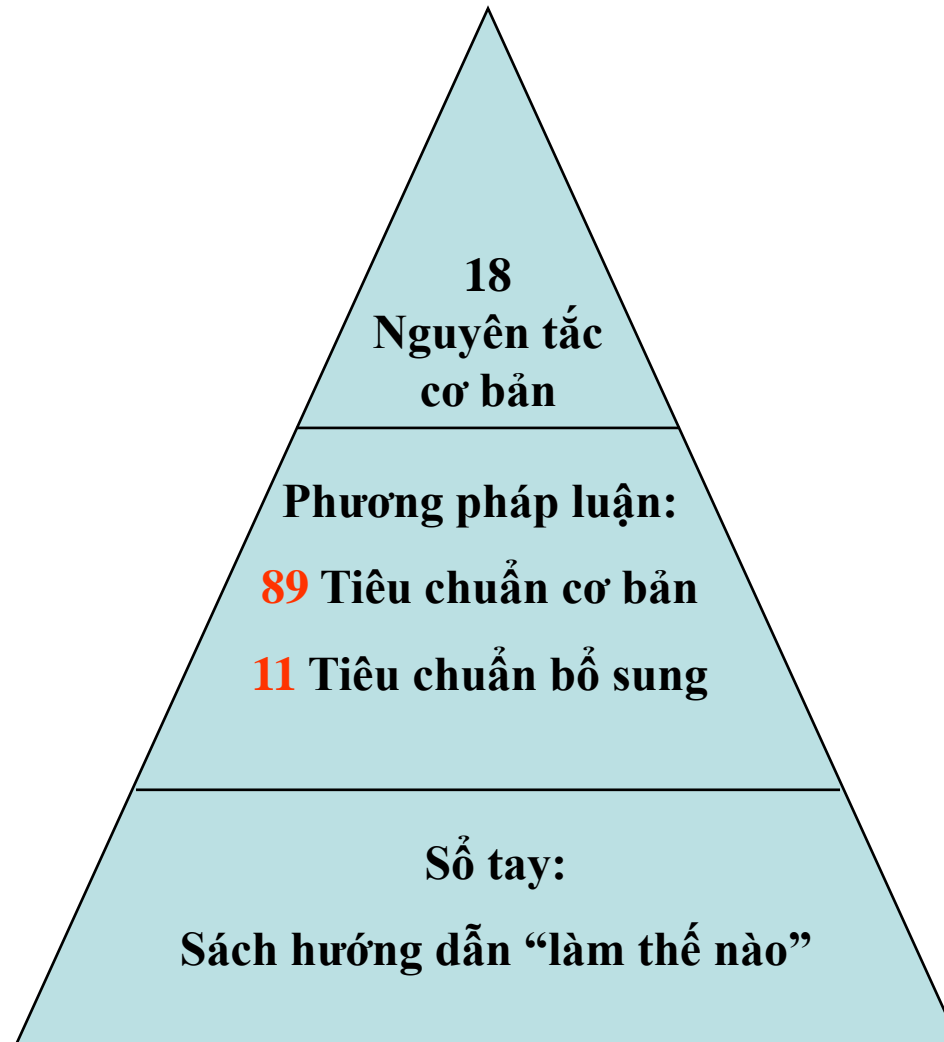 18
Nguyên tắc
cơ bản
Phương pháp luận:
89 Tiêu chuẩn cơ bản
11 Tiêu chuẩn bổ sung
Sổ tay:
Sách hướng dẫn “làm thế nào”